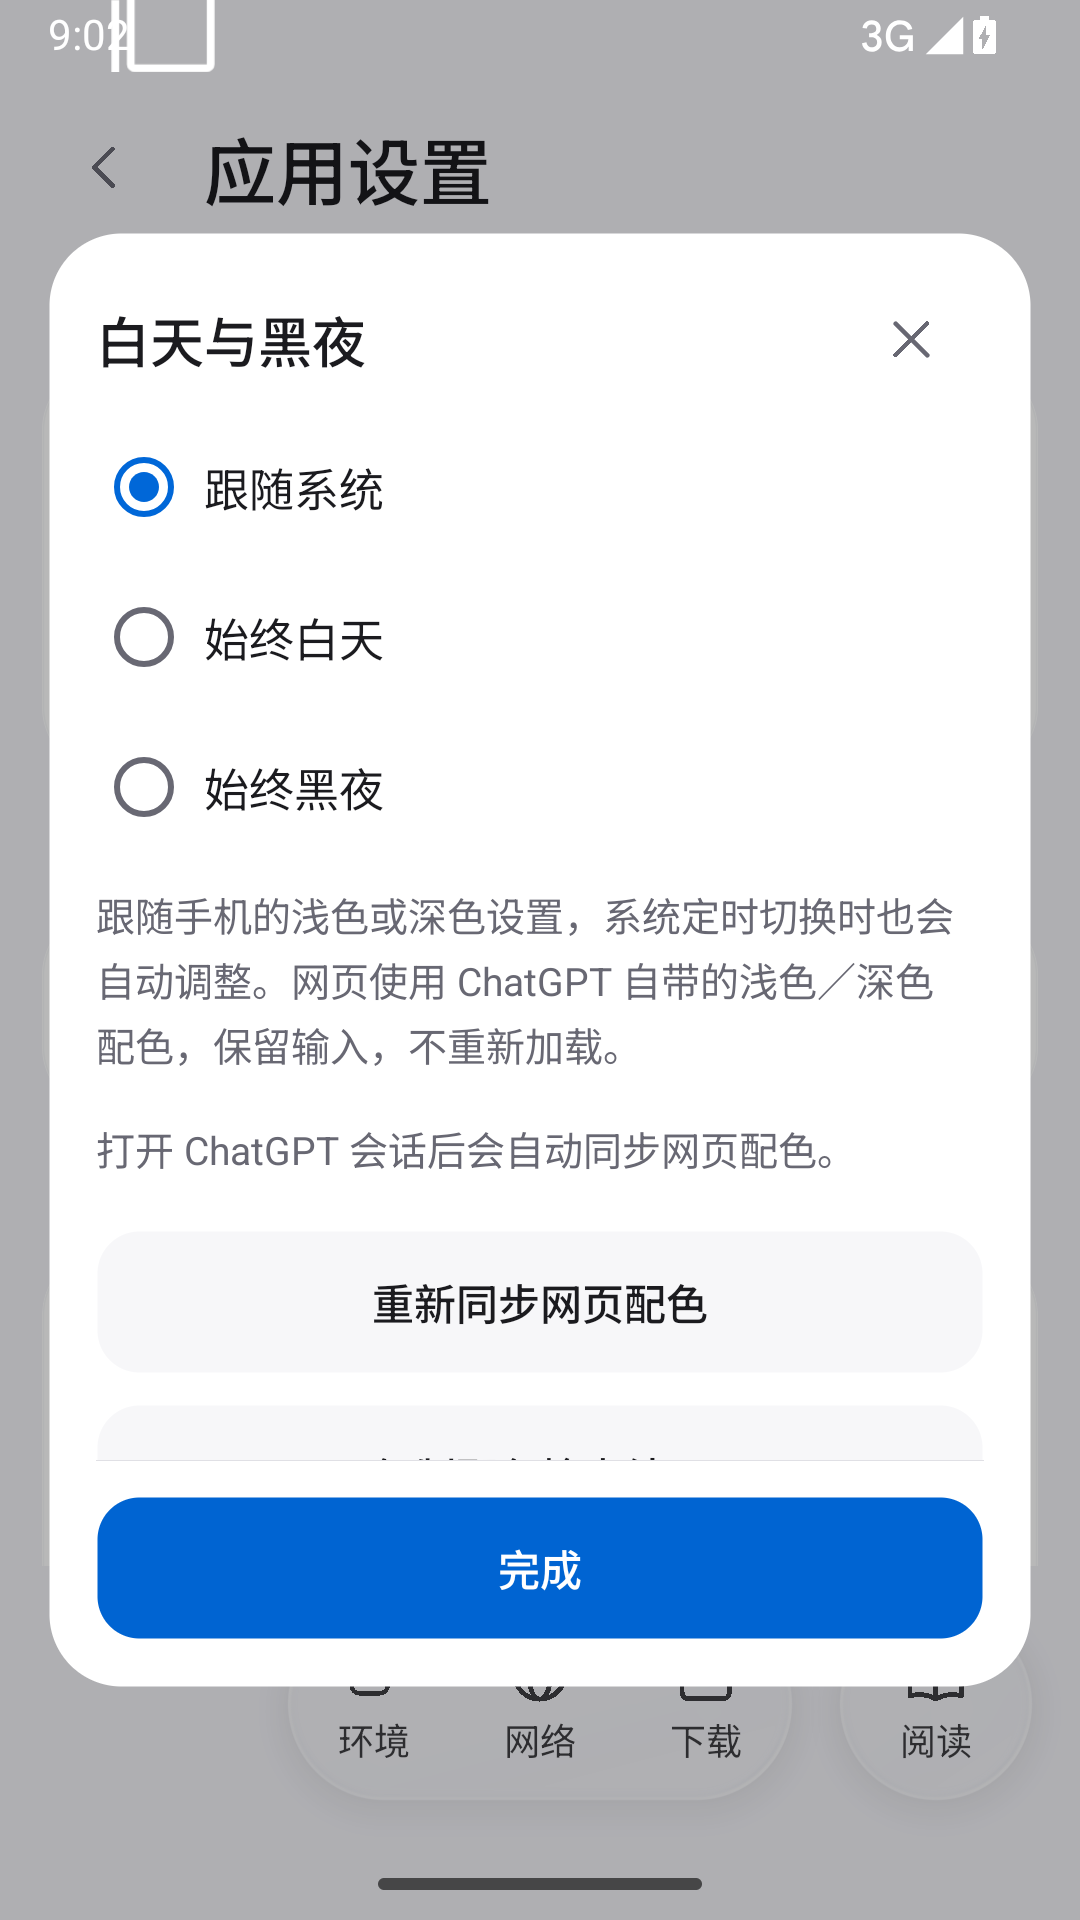 9:02
3G
应用设置
白天与黑夜
跟随系统
始终白天
始终黑夜
跟随手机的浅色或深色设置，系统定时切换时也会
自动调整。网页使用 ChatGPT 自带的浅色／深色
配色，保留输入，不重新加载。
打开 ChatGPT 会话后会自动同步网页配色。
重新同步网页配色
完成
环境
网络
下载
阅读